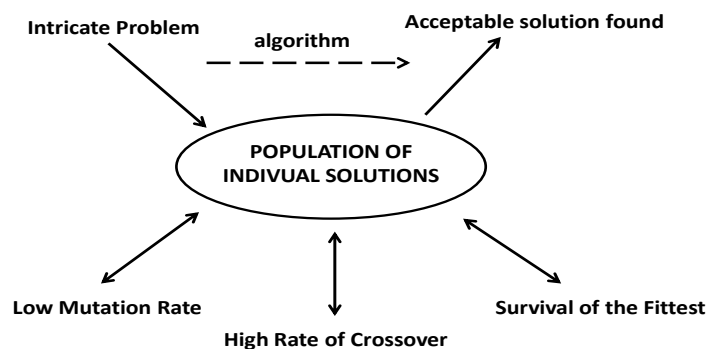 Intricate Problem
algorithm
Acceptable solution found
POPULATION OF
INDIVUAL SOLUTIONS
Low Mutation Rate
High Rate of Crossover
Survival of the Fittest